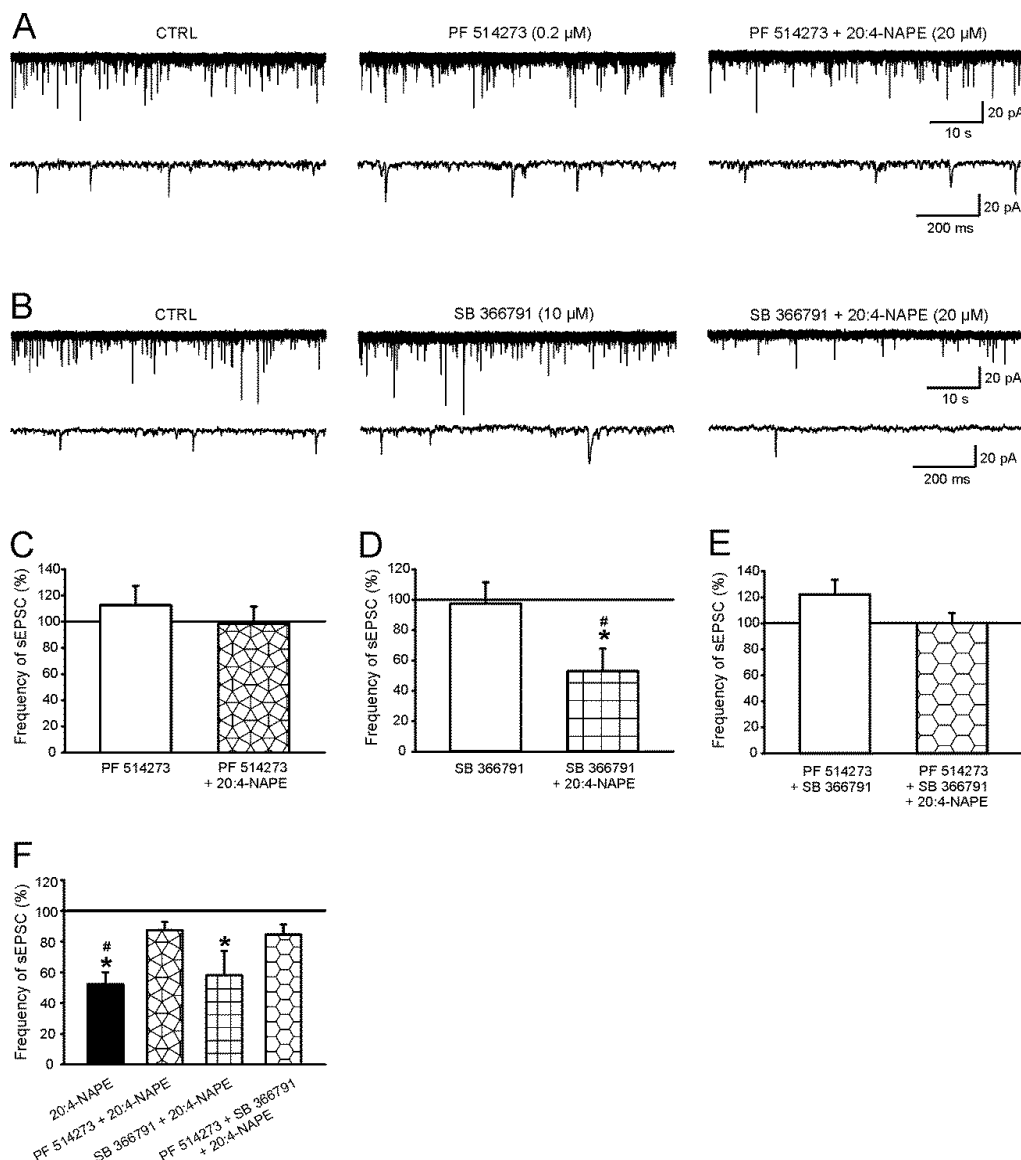 A
CTRL
PF 514273 (0.2 µM)
PF 514273 + 20:4-NAPE (20 µM)
20 pA
10 s
20 pA
200 ms
B
CTRL
SB 366791 (10 µM)
SB 366791 + 20:4-NAPE (20 µM)
20 pA
10 s
20 pA
200 ms
C
Frequency of sEPSC (%)
140
120
100
80
60
40
20
0
PF 514273
PF 514273
+ 20:4-NAPE
D
Frequency of sEPSC (%)
120
100
80
60
40
20
0
#
*
SB 366791
SB 366791
+ 20:4-NAPE
E
Frequency of sEPSC (%)
140
120
100
80
60
40
20
0
PF 514273
+ SB 366791
PF 514273
+ SB 366791
+ 20:4-NAPE
F
Frequency of sEPSC (%)
120
100
80
60
40
20
0
#
*
*
20:4-NAPE
PF 514273 + 20:4-NAPE
SB 366791 + 20:4-NAPE
PF 514273 + SB 366791
+ 20:4-NAPE